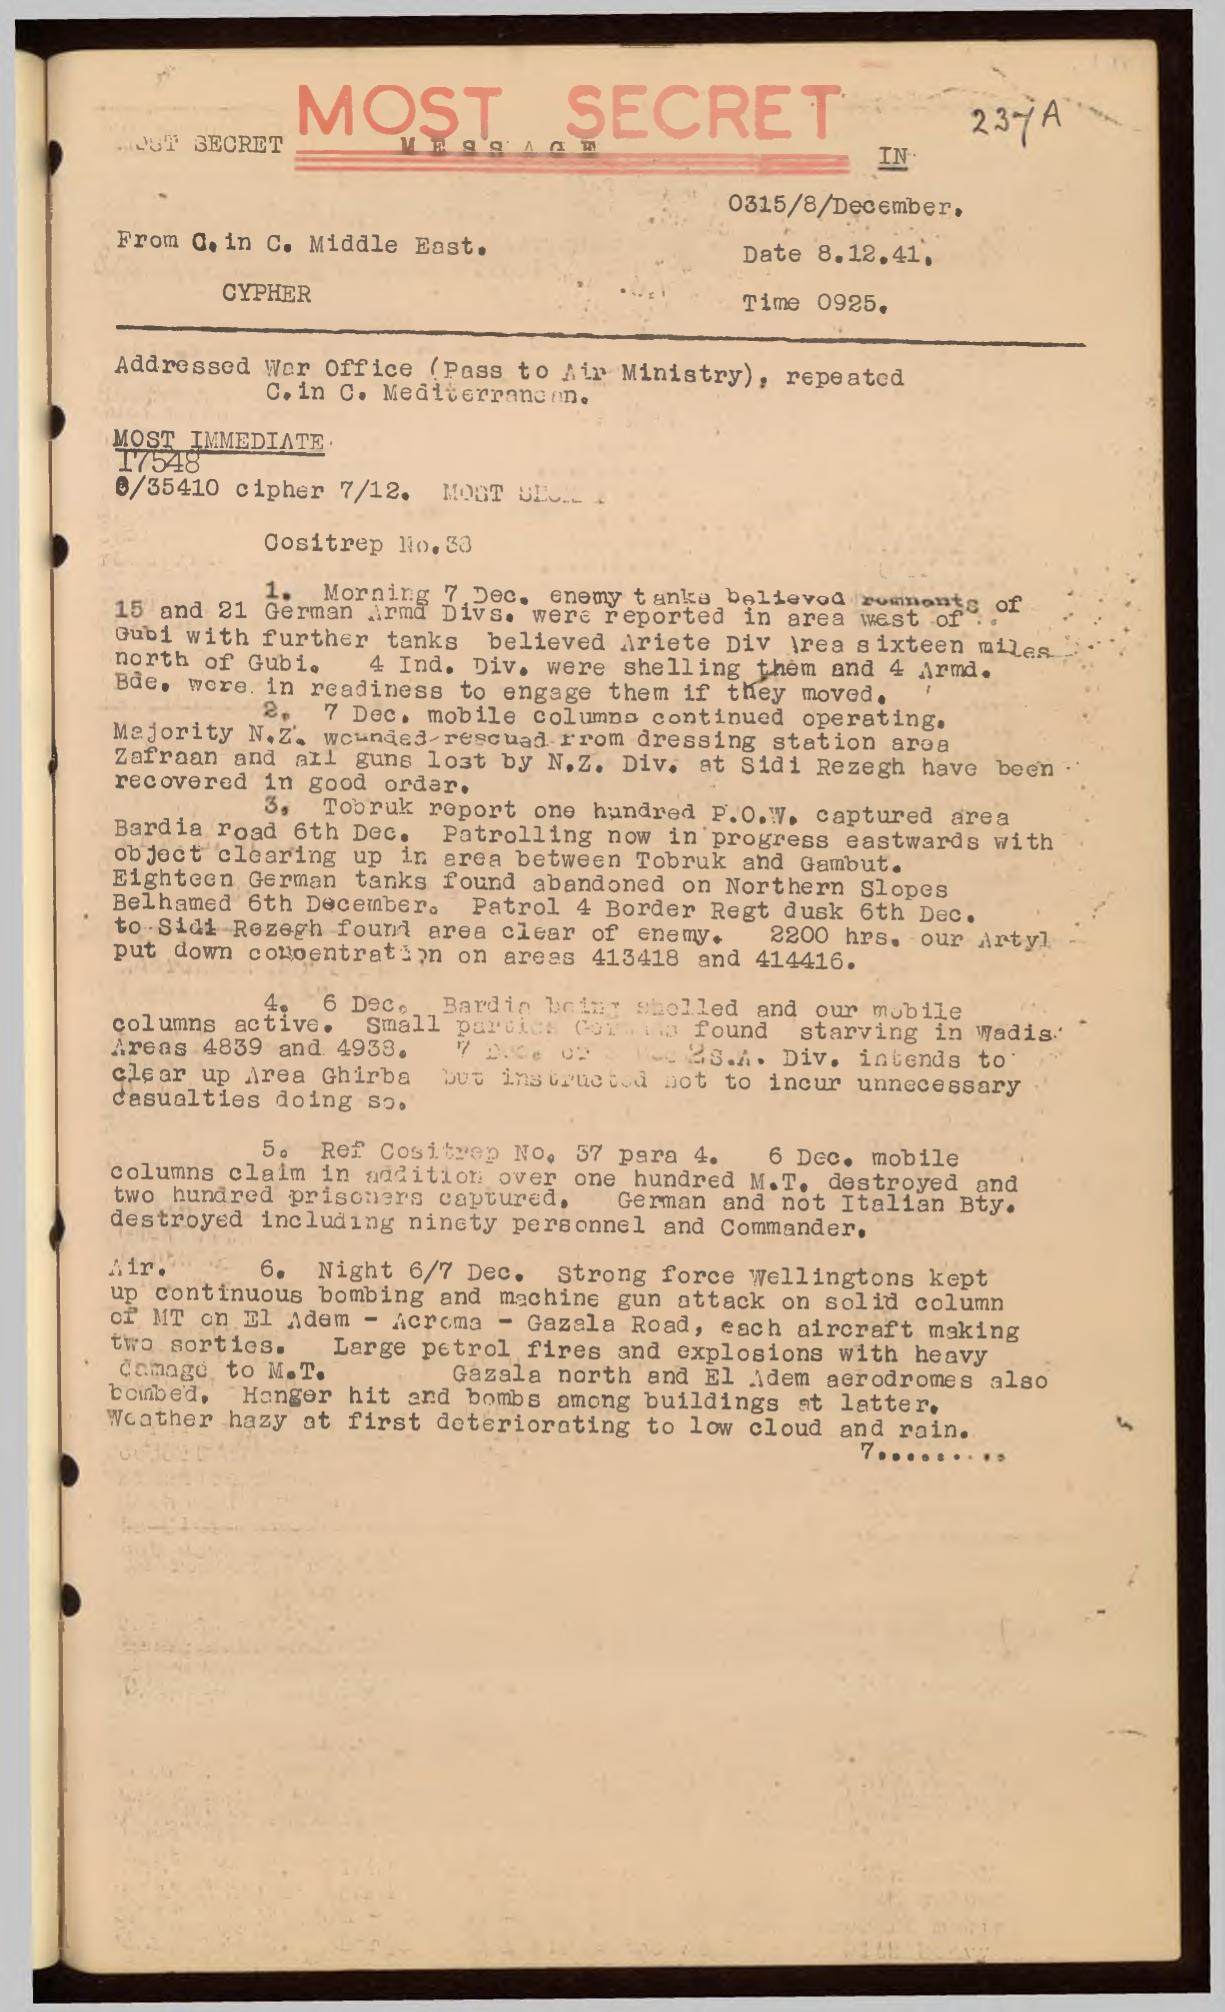 MOST SECRET
237A
MOST SECRET MESSAGE IN
0315/8/December.
From C.in C. Middle East.
Date 8.12.41.
CYPHER
Time 0925.
Addressed War Office (Pass to Air Ministry), repeated
C.in C. Mediterranean.
MOST IMMEDIATE
17548
/35410 cipher 7/12. MOST
Cositrep No.38
1. Morning 7 Dec. enemy tanks believed remnants of
15 and 21 German Armd Divs. were reported in area west of
Gubi with further tanks believed Ariete Div Area sixteen miles
north of Gubi. 4 Ind. Div. were shelling them and 4 Armd.
Bde. were in readiness to engage them if they moved.
2. 7 Dec. mobile columns continued operating.
Majority N.Z. wounded rescued from dressing station area
Zafraan and all guns lost by N.Z. Div. at Sidi Rezegh have been
recovered in good order.
3. Tobruk report one hundred P.O.W. captured area
Bardia road 6th Dec. Patrolling now in progress eastwards with
object clearing up in area between Tobruk and Gambut.
Eighteen German tanks found abandoned on Northern Slopes
Belhamed 6th December. Patrol 4 Border Regt dusk 6th Dec.
to Sidi Rezegh found area clear of enemy. 2200 hrs. our Artyl
put down concentration on areas 413418 and 414416.
4. 6 Dec. Bardia being shelled and our mobile
columns active. Small parties found starving in Wadis
Areas 4839 and 4938. 7 2 S.A. Div. intends to
clear up Area Ghirba but instructed not to incur unnecessary
casualties doing so.
5. Ref Cositrep No. 37 para 4. 6 Dec. mobile
columns claim in addition over one hundred M.T. destroyed and
two hundred prisoners captured. German and not Italian Bty.
destroyed including ninety personnel and Commander.
Air. 6. Night 6/7 Dec. Strong force Wellingtons kept
up continuous bombing and machine gun attack on solid column
of MT on El Adem - Acroma - Gazala Road, each aircraft making
two sorties. Large petrol fires and explosions with heavy
damage to M.T. Gazala north and El Adem aerodromes also
bombed. Hanger hit and bombs among buildings at latter.
Weather hazy at first deteriorating to low cloud and rain.
7..........